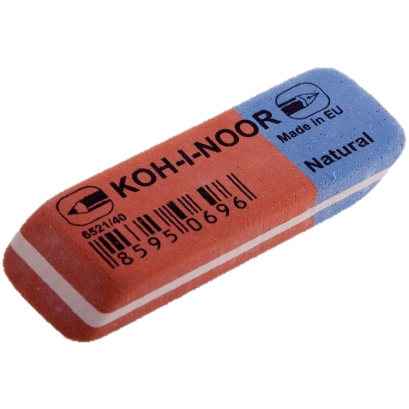 KOH-I-NOOR
6521/40
8595 0696
Made in EU
Natural